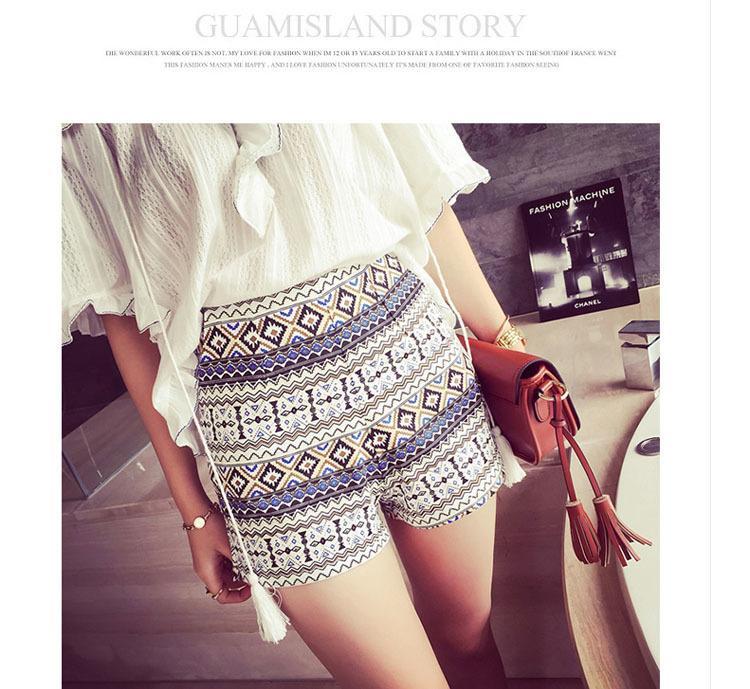 GUAMISLAND STORY
THE WONDERFUL WORK OFTEN IS NOT. MY LOVE FOR FASHION WHEN IM 12 OR 13 YEARS OLD TO START A FAMILY WITH A HOLIDAY IN THE SOUTHOF FRANCE WENT
THIS FASHION MANES ME HAPPY , AND I LOVE FASHION UNFORTUNATELY IT'S MADE FROM ONE OF FAVORITE FASHION SEEING
FASHION MACHINE
CHANEL